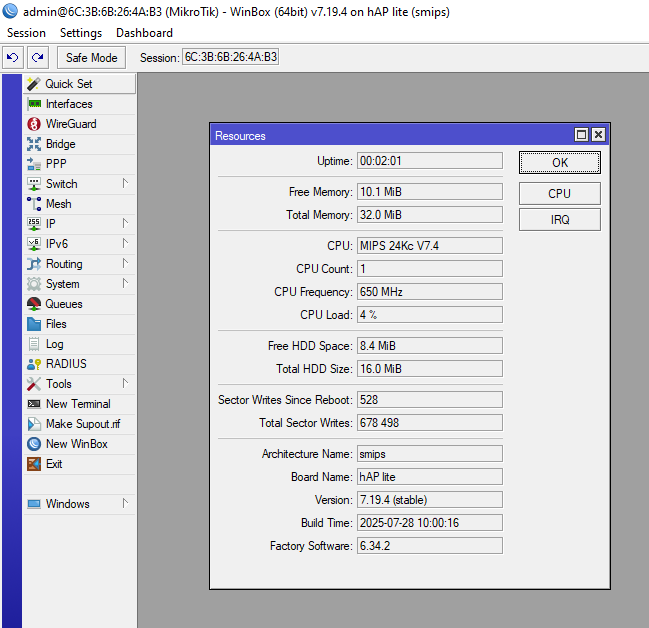 admin@6C:3B:6B:26:4A:B3 (MikroTik) - WinBox (64bit) v7.19.4 on hAP lite (smips)
Session Settings Dashboard
Safe Mode Session: 6C:3B:6B:26:4A:B3
Quick Set
Interfaces
WireGuard
Bridge
PPP
Switch
Mesh
255 IP
v6 IPv6
Routing
System
Queues
Files
Log
RADIUS
Tools
New Terminal
Make Supout.rif
New WinBox
Exit
Windows
Resources
Uptime: 00:02:01
Free Memory: 10.1 MiB
Total Memory: 32.0 MiB
CPU: MIPS 24Kc V7.4
CPU Count: 1
CPU Frequency: 650 MHz
CPU Load: 4 %
Free HDD Space: 8.4 MiB
Total HDD Size: 16.0 MiB
Sector Writes Since Reboot: 528
Total Sector Writes: 678 498
Architecture Name: smips
Board Name: hAP lite
Version: 7.19.4 (stable)
Build Time: 2025-07-28 10:00:16
Factory Software: 6.34.2
OK
CPU
IRQ